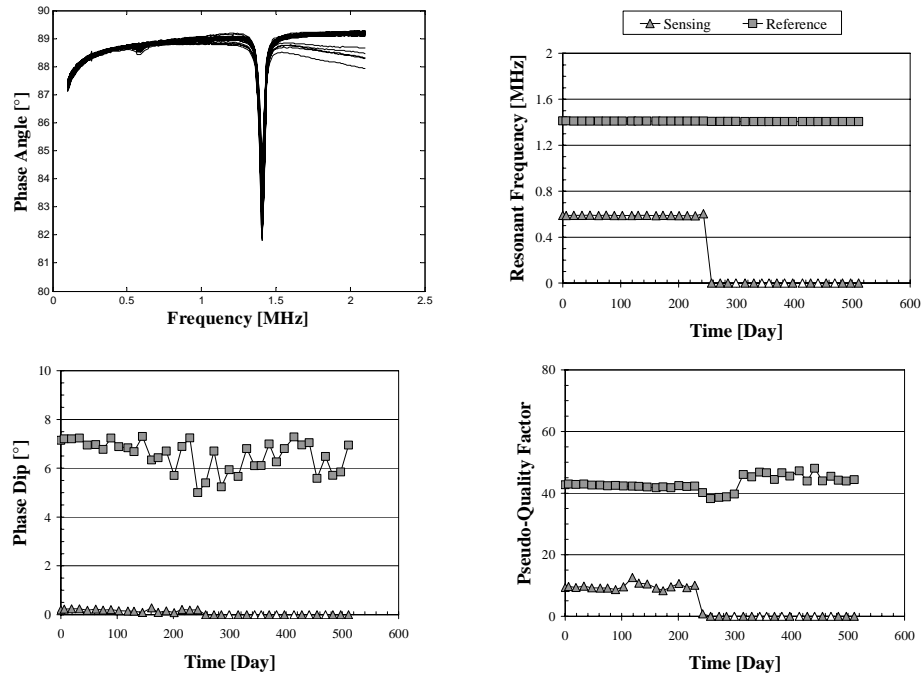 90
89
88
87
86
85
84
83
82
81
80
0 0.5 1 1.5 2 2.5
Phase Angle [°]
Frequency [MHz]
Sensing Reference
2
1.6
1.2
0.8
0.4
0
0 100 200 300 400 500 600
Resonant Frequency [MHz]
Time [Day]
10
8
6
4
2
0
0 100 200 300 400 500 600
Phase Dip [°]
Time [Day]
80
60
40
20
0
0 100 200 300 400 500 600
Pseudo-Quality Factor
Time [Day]